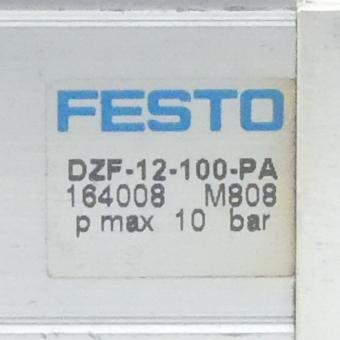 FESTO
DZF-12-100-PA
164008 M808
p max 10 bar